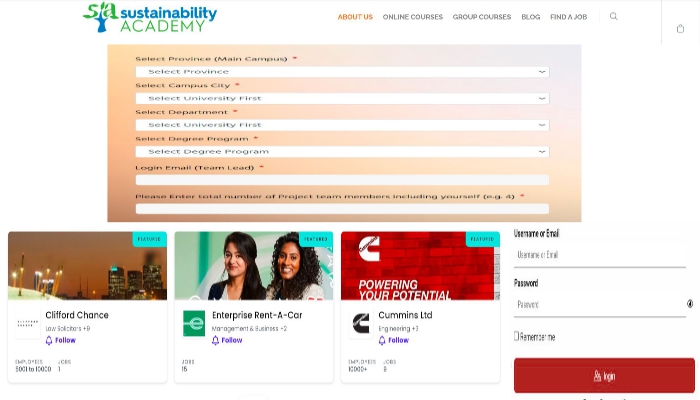 sa sustainability
ACADEMY
ABOUT US ONLINE COURSES GROUP COURSES BLOG FIND A JOB
Select Province (Main Campus) *
Select Province
Select Campus City *
Select University First
Select Department *
Select University First
Select Degree Program *
Select Degree Program
Login Email (Team Lead) *
Please Enter total number of Project team members including yourself (e.g. 4) *
FEATURED
Clifford Chance
Law Solicitors +9
Follow
EMPLOYEES JOBS
5001 to 10000 1
FEATURED
Enterprise Rent-A-Car
Management & Business +2
Follow
JOBS
15
FEATURED
POWERING
YOUR POTENTIAL
Cummins Ltd
Engineering +3
Follow
EMPLOYEES JOBS
10000+ 9
Username or Email
Username or Email
Password
Password
Remember me
login